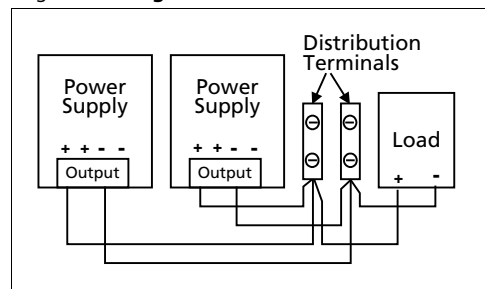 Distribution
Terminals
Power
Supply
+ + - -
Output
Power
Supply
+ + - -
Output
Load
+ -